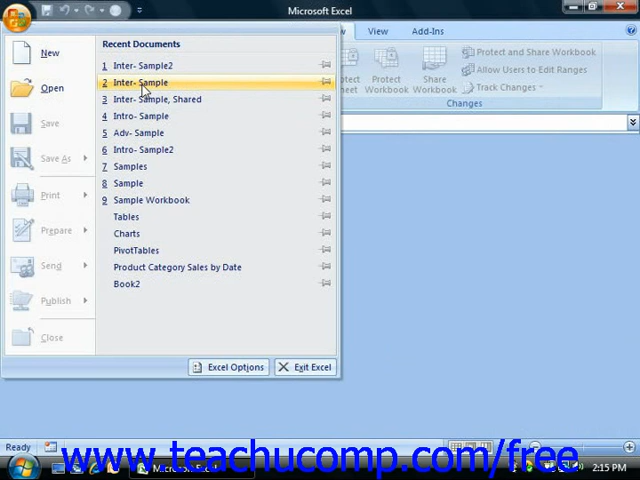 Microsoft Excel
View Add-Ins
New
Open
Save
Save As
Print
Prepare
Send
Publish
Close
Recent Documents
1 Inter- Sample2
2 Inter- Sample
3 Inter- Sample, Shared
4 Intro- Sample
5 Adv- Sample
6 Intro- Sample2
7 Samples
8 Sample
9 Sample Workbook
Tables
Charts
PivotTables
Product Category Sales by Date
Book2
Excel Options
Exit Excel
Protect Workbook
Share Workbook
Protect and Share Workbook
Allow Users to Edit Ranges
Track Changes
Changes
Ready
www.teachucomp.com/free
Microsoft Excel
2:15 PM